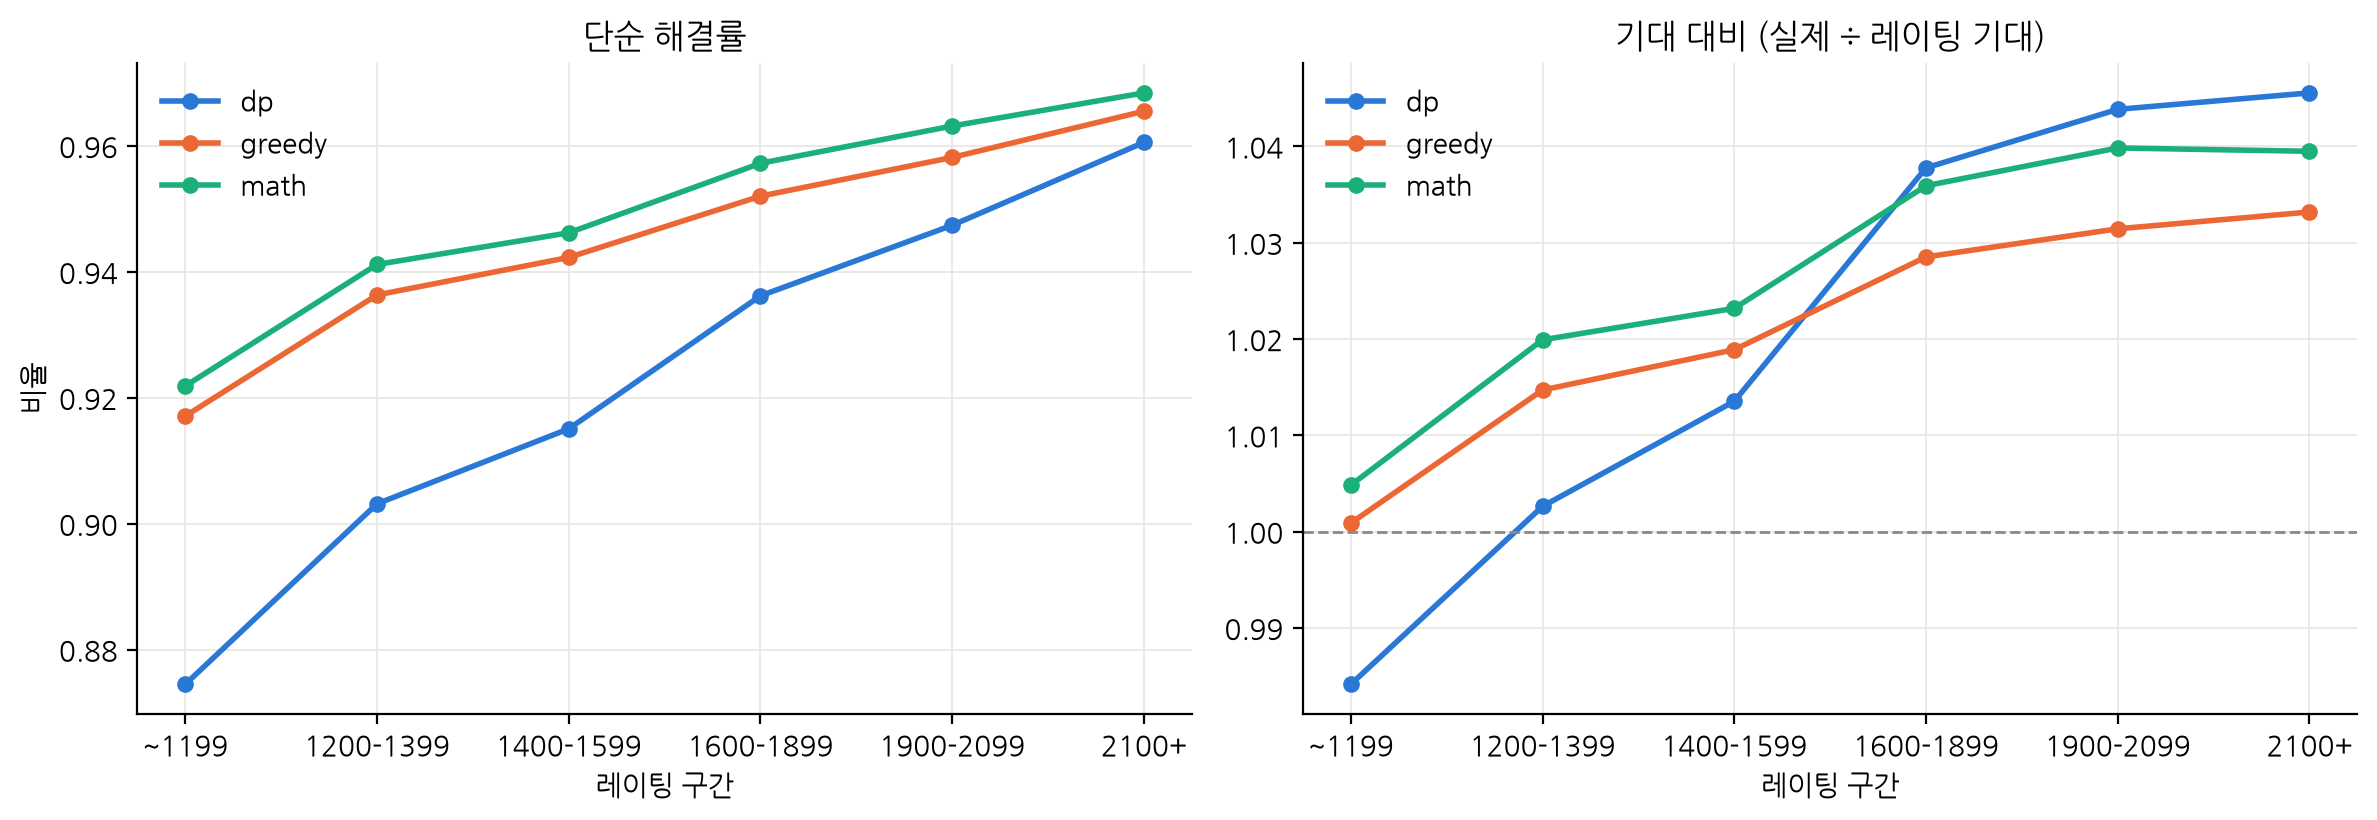 단순 해결률
dp
greedy
math
비율
0.96
0.94
0.92
0.90
0.88
~1199 1200-1399 1400-1599 1600-1899 1900-2099 2100+
레이팅 구간
기대 대비 (실제 ÷ 레이팅 기대)
dp
greedy
math
1.04
1.03
1.02
1.01
1.00
0.99
~1199 1200-1399 1400-1599 1600-1899 1900-2099 2100+
레이팅 구간